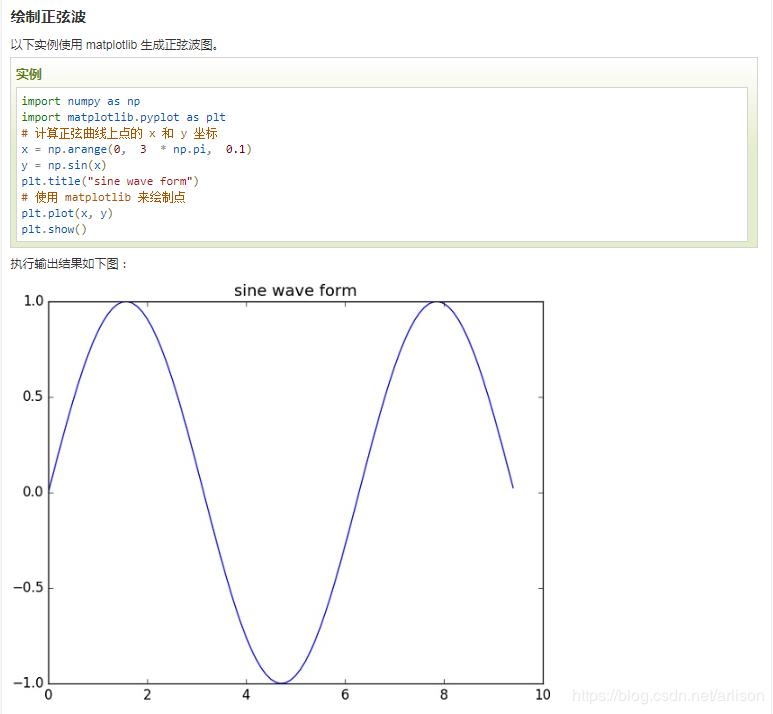 绘制正弦波
以下实例使用 matplotlib 生成正弦波图。
实例
import numpy as np
import matplotlib.pyplot as plt
# 计算正弦曲线上点的 x 和 y 坐标
x = np.arange(0,  3  * np.pi,  0.1)
y = np.sin(x)
plt.title("sine wave form")
# 使用 matplotlib 来绘制点
plt.plot(x, y)
plt.show()
执行输出结果如下图：
sine wave form
1.0
0.5
0.0
−0.5
−1.0
0 2 4 6 8 10
https://blog.csdn.net/arlison